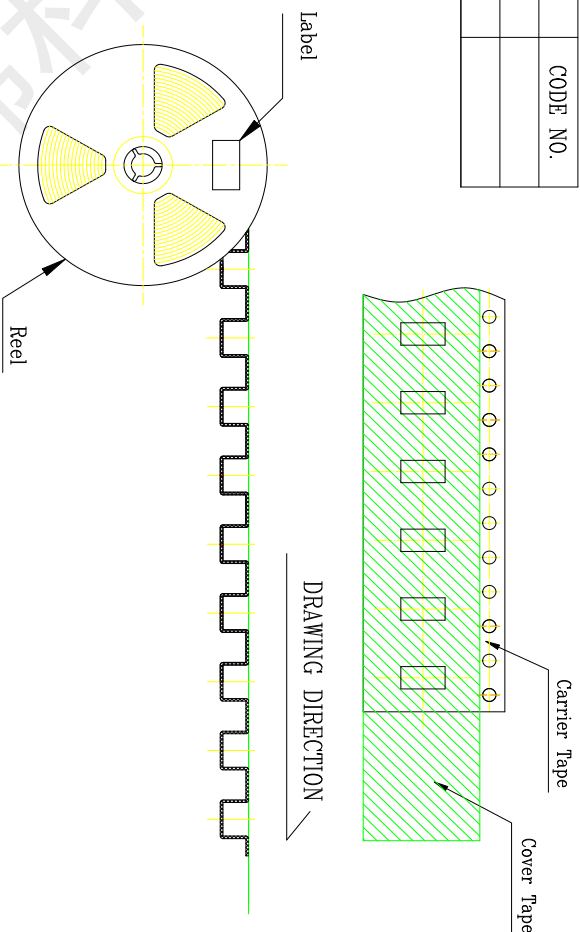 CODE NO.
Label
Reel
DRAWING DIRECTION
Carrier Tape
Cover Tape